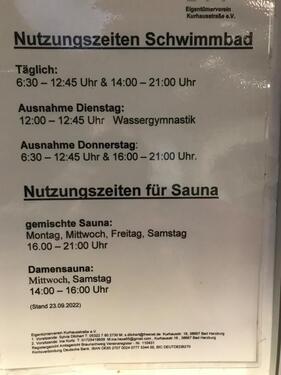 Eigentümerverein
Kurhausstraße e.V.
Nutzungszeiten Schwimmbad
Täglich:
6:30 – 12:45 Uhr & 14:00 – 21:00 Uhr
Ausnahme Dienstag:
12:00 – 12:45 Uhr Wassergymnastik
Ausnahme Donnerstag:
6:30 – 12:45 Uhr & 16:00 – 21:00 Uhr.
Nutzungszeiten für Sauna
gemischte Sauna:
Montag, Mittwoch, Freitag, Samstag
16.00 – 21:00 Uhr
Damensauna:
Mittwoch, Samstag
14:00 – 16:00 Uhr
(Stand 23.09.2022)
Eigentümerverein Kurhausstraße e.V.